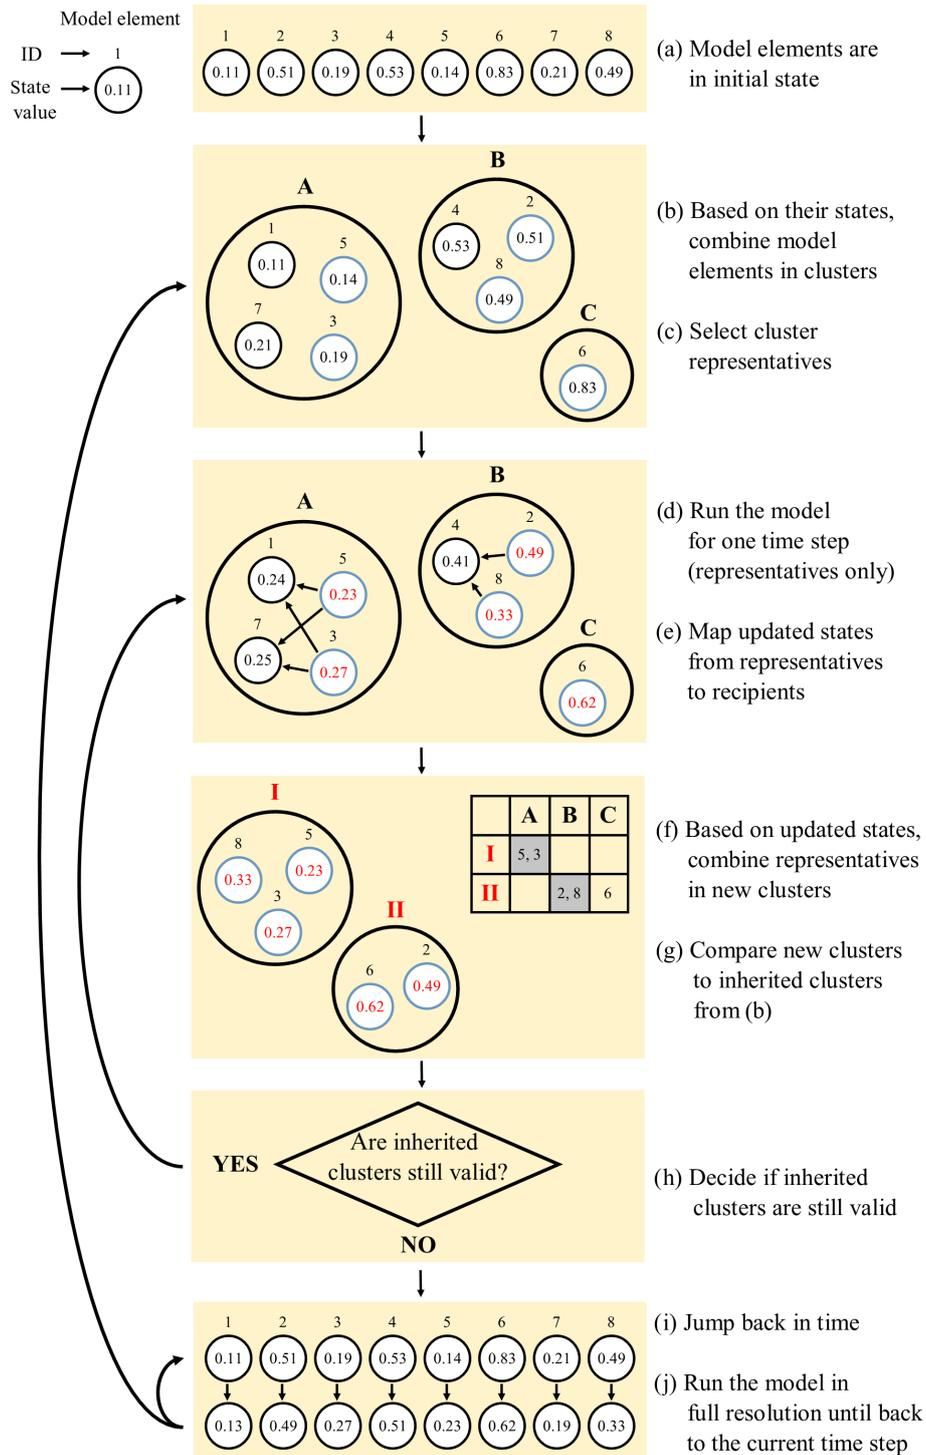 Model element
ID
1
State
value
0.11
1 2 3 4 5 6 7 8
0.11 0.51 0.19 0.53 0.14 0.83 0.21 0.49
(a) Model elements are
in initial state
A
1
0.11
5
0.14
7
0.21
3
0.19
B
4
0.53
2
0.51
8
0.49
C
6
0.83
(b) Based on their states,
combine model
elements in clusters
(c) Select cluster
representatives
A
1
0.24
5
0.23
7
0.25
3
0.27
B
4
0.41
2
0.49
8
0.33
C
6
0.62
(d) Run the model
for one time step
(representatives only)
(e) Map updated states
from representatives
to recipients
I
8
0.33
5
0.23
3
0.27
II
6
0.62
2
0.49
A B C
I 5, 3
II 2, 8 6
(f) Based on updated states,
combine representatives
in new clusters
(g) Compare new clusters
to inherited clusters
from (b)
YES
Are inherited
clusters still valid?
NO
(h) Decide if inherited
clusters are still valid
1 2 3 4 5 6 7 8
0.11 0.51 0.19 0.53 0.14 0.83 0.21 0.49
0.13 0.49 0.27 0.51 0.23 0.62 0.19 0.33
(i) Jump back in time
(j) Run the model in
full resolution until back
to the current time step